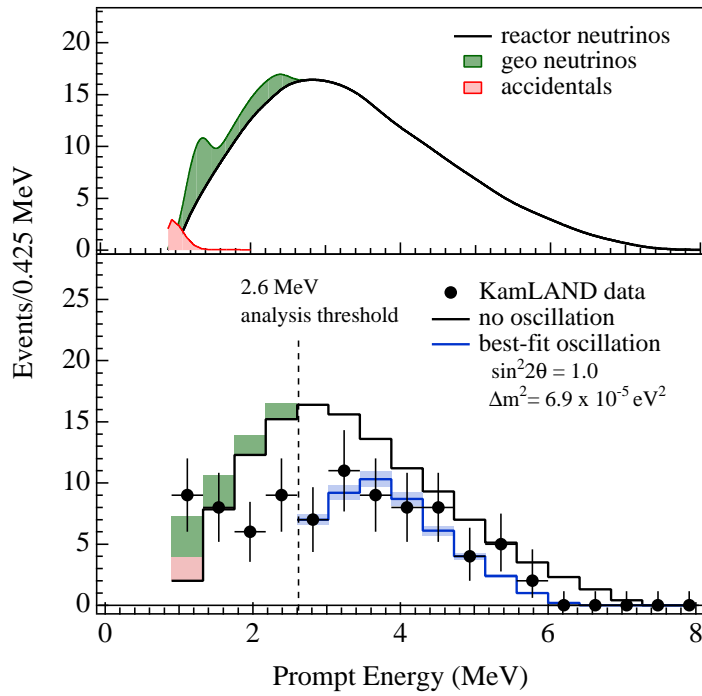 reactor neutrinos
geo neutrinos
accidentals
20
15
10
5
0
Events/0.425 MeV
2.6 MeV
analysis threshold
KamLAND data
no oscillation
best-fit oscillation
sin²2θ = 1.0
Δm² = 6.9 x 10⁻⁵ eV²
25
20
15
10
5
0
0 2 4 6 8
Prompt Energy (MeV)